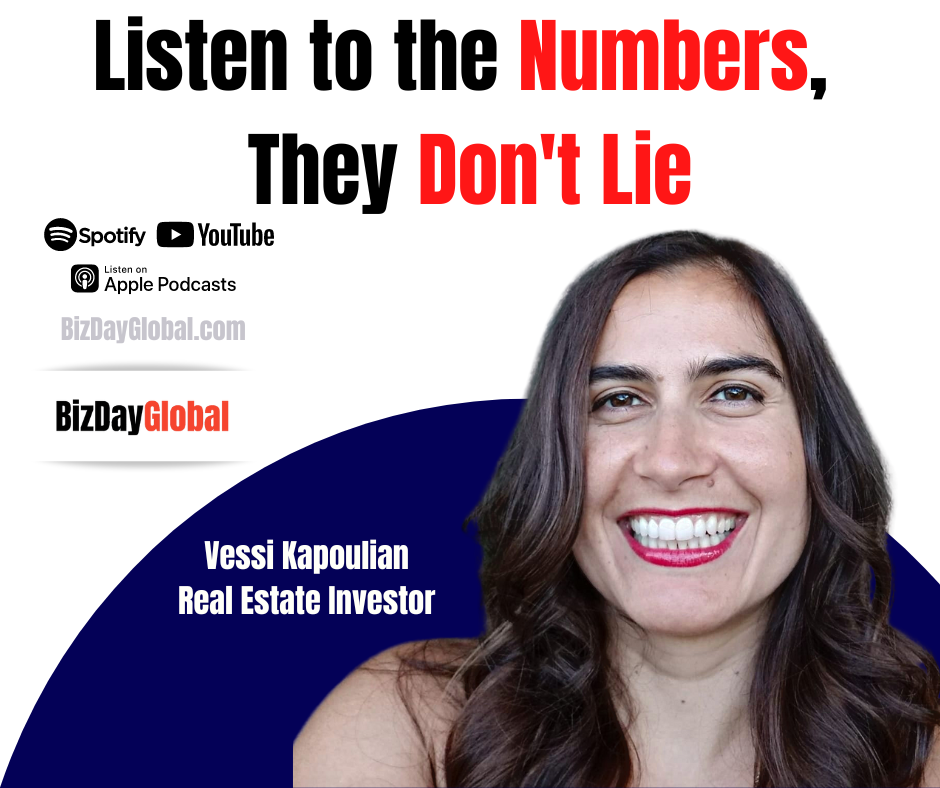 Listen to the Numbers,
They Don't Lie
Spotify YouTube
Listen on
Apple Podcasts
BizDayGlobal.com
BizDayGlobal
Vessi Kapoulian
Real Estate Investor